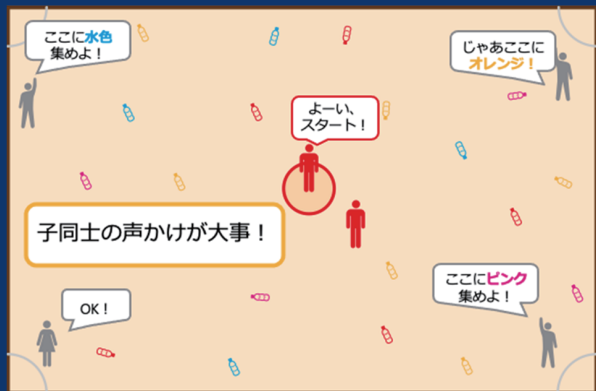 ここに水色
集めよ！
じゃあここに
オレンジ！
よーい、
スタート！
子同士の声かけが大事！
ここにピンク
集めよ！
OK！